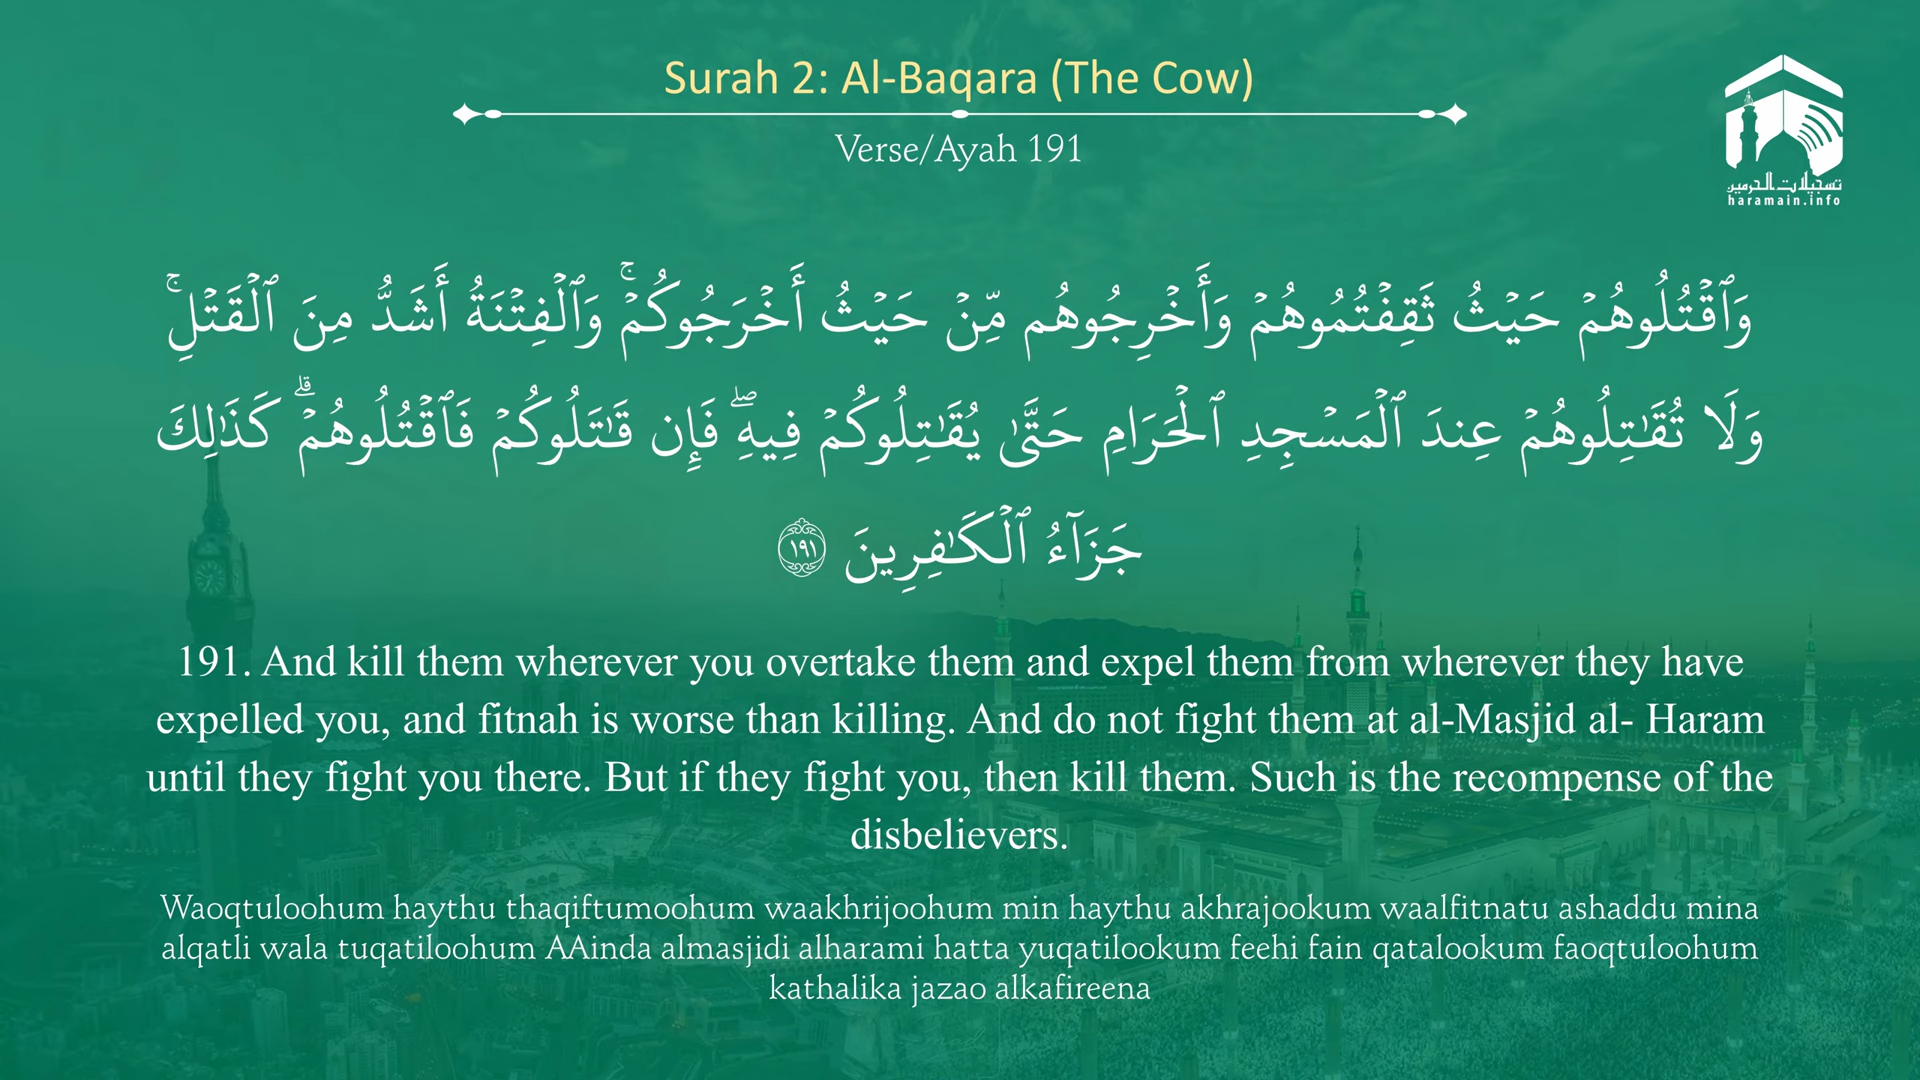 Surah 2: Al-Baqara (The Cow)
Verse/Ayah 191
تسجيلات الحرمين
haramain.info
وَٱقۡتُلُوهُمۡ حَيۡثُ ثَقِفۡتُمُوهُمۡ وَأَخۡرِجُوهُم مِّنۡ حَيۡثُ أَخۡرَجُوكُمۡۚ وَٱلۡفِتۡنَةُ أَشَدُّ مِنَ ٱلۡقَتۡلِۚ
وَلَا تُقَٰتِلُوهُمۡ عِندَ ٱلۡمَسۡجِدِ ٱلۡحَرَامِ حَتَّىٰ يُقَٰتِلُوكُمۡ فِيهِۖ فَإِن قَٰتَلُوكُمۡ فَٱقۡتُلُوهُمۡۗ كَذَٰلِكَ
جَزَآءُ ٱلۡكَٰفِرِينَ ١٩١
191. And kill them wherever you overtake them and expel them from wherever they have
expelled you, and fitnah is worse than killing. And do not fight them at al-Masjid al- Haram
until they fight you there. But if they fight you, then kill them. Such is the recompense of the
disbelievers.
Waoqtuloohum haythu thaqiftumoohum waakhrijoohum min haythu akhrajookum waalfitnatu ashaddu mina
alqatli wala tuqatiloohum AAinda almasjidi alharami hatta yuqatilookum feehi fain qatalookum faoqtuloohum
kathalika jazao alkafireena